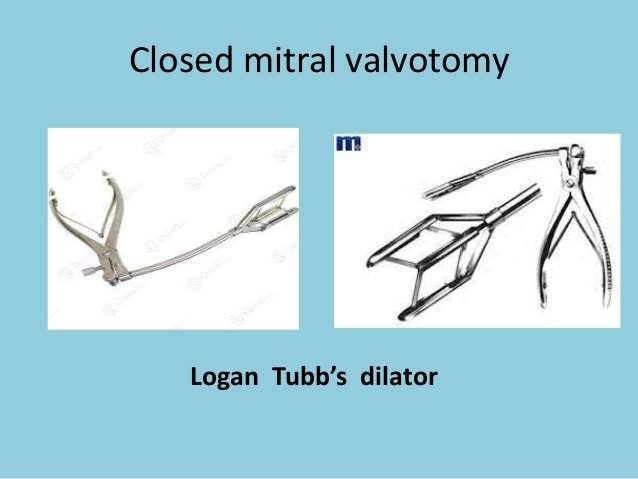 Closed mitral valvotomy
m
Logan Tubb’s dilator